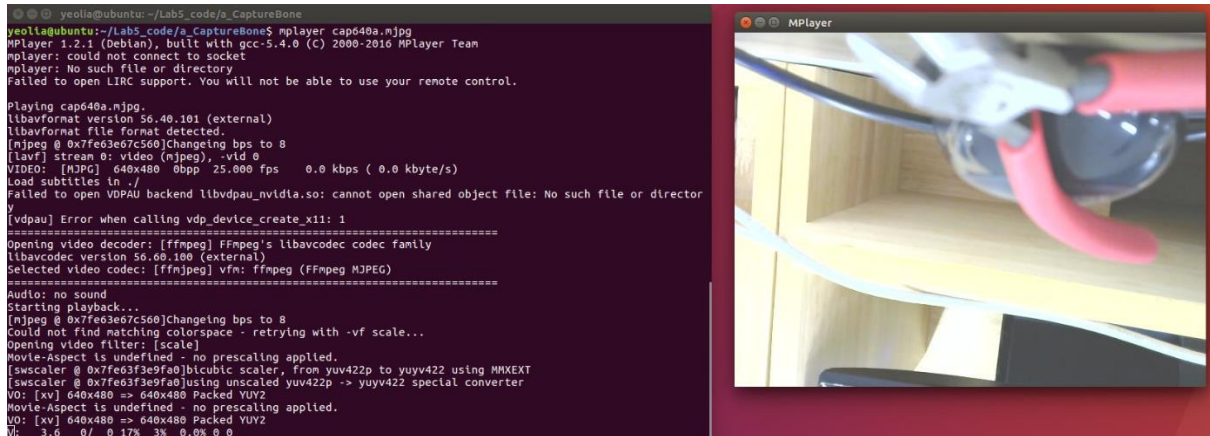 yeolia@ubuntu: ~/Lab5_code/a_CaptureBone
yeolia@ubuntu:~/Lab5_code/a_CaptureBone$ mplayer cap640a.mjpg
MPlayer 1.2.1 (Debian), built with gcc-5.4.0 (C) 2000-2016 MPlayer Team
mplayer: could not connect to socket
mplayer: No such file or directory
Failed to open LIRC support. You will not be able to use your remote control.
Playing cap640a.mjpg.
libavformat version 56.40.101 (external)
libavformat file format detected.
[mjpeg @ 0x7fe63e67c560]Changeing bps to 8
[lavf] stream 0: video (mjpeg), -vid 0
VIDEO:  [MJPG]  640x480  0bpp  25.000 fps    0.0 kbps ( 0.0 kbyte/s)
Load subtitles in ./
Failed to open VDPAU backend libvdpau_nvidia.so: cannot open shared object file: No such file or director
y
[vdpau] Error when calling vdp_device_create_x11: 1
==========================================================================
Opening video decoder: [ffmpeg] FFmpeg's libavcodec codec family
libavcodec version 56.60.100 (external)
Selected video codec: [ffmjpeg] vfm: ffmpeg (FFmpeg MJPEG)
==========================================================================
Audio: no sound
Starting playback...
[mjpeg @ 0x7fe63e67c560]Changeing bps to 8
Could not find matching colorspace - retrying with -vf scale...
Opening video filter: [scale]
Movie-Aspect is undefined - no prescaling applied.
[swscaler @ 0x7fe63f3e9fa0]bicubic scaler, from yuv422p to yuyv422 using MMXEXT
[swscaler @ 0x7fe63f3e9fa0]using unscaled yuv422p -> yuyv422 special converter
VO: [xv] 640x480 => 640x480 Packed YUY2
Movie-Aspect is undefined - no prescaling applied.
VO: [xv] 640x480 => 640x480 Packed YUY2
V:   3.6   0/  0 17%  3%  0.0% 0 0
MPlayer